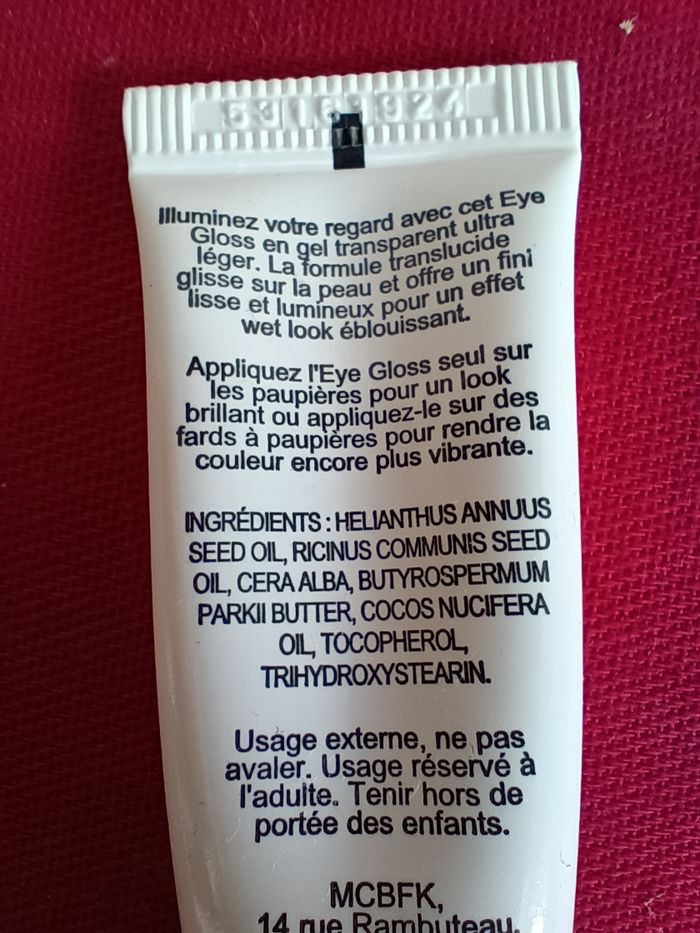 53161924
Illuminez votre regard avec cet Eye
Gloss en gel transparent ultra
léger. La formule translucide
glisse sur la peau et offre un fini
lisse et lumineux pour un effet
wet look éblouissant.
Appliquez l'Eye Gloss seul sur
les paupières pour un look
brillant ou appliquez-le sur des
fards à paupières pour rendre la
couleur encore plus vibrante.
INGRÉDIENTS : HELIANTHUS ANNUUS
SEED OIL, RICINUS COMMUNIS SEED
OIL, CERA ALBA, BUTYROSPERMUM
PARKII BUTTER, COCOS NUCIFERA
OIL, TOCOPHEROL,
TRIHYDROXYSTEARIN.
Usage externe, ne pas
avaler. Usage réservé à
l'adulte. Tenir hors de
portée des enfants.
MCBFK,
14 rue Rambuteau,